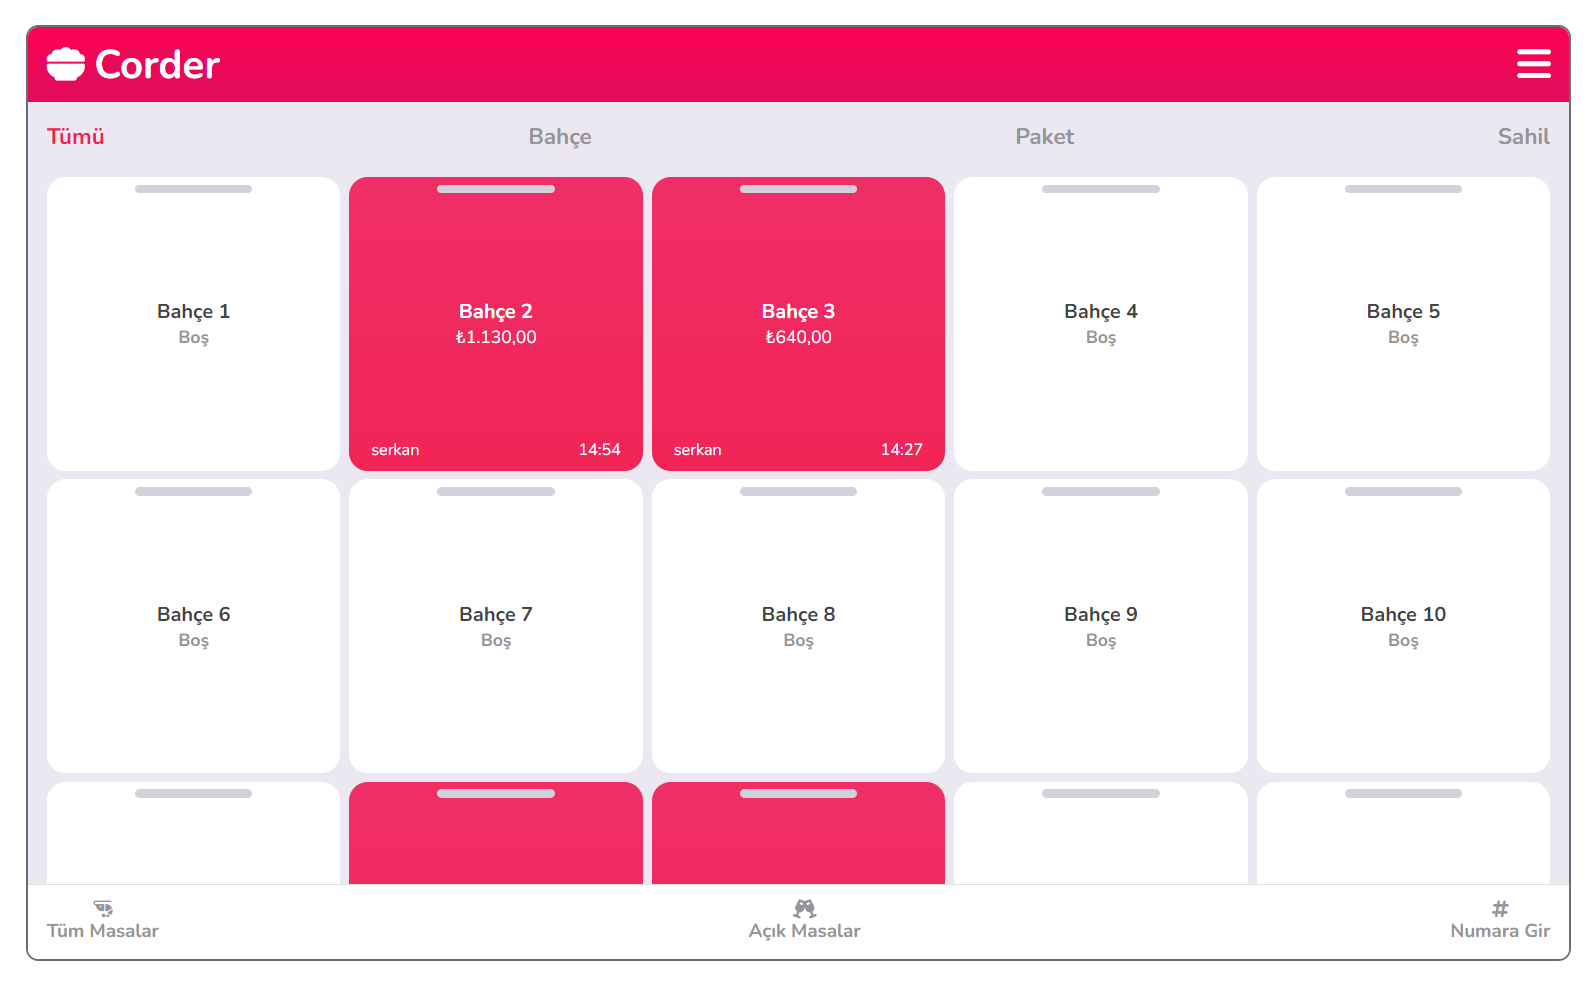 Corder
Tümü Bahçe Paket Sahil
Bahçe 1
Boş
Bahçe 2
₺1.130,00
serkan 14:54
Bahçe 3
₺640,00
serkan 14:27
Bahçe 4
Boş
Bahçe 5
Boş
Bahçe 6
Boş
Bahçe 7
Boş
Bahçe 8
Boş
Bahçe 9
Boş
Bahçe 10
Boş
Tüm Masalar
Açık Masalar
#
Numara Gir